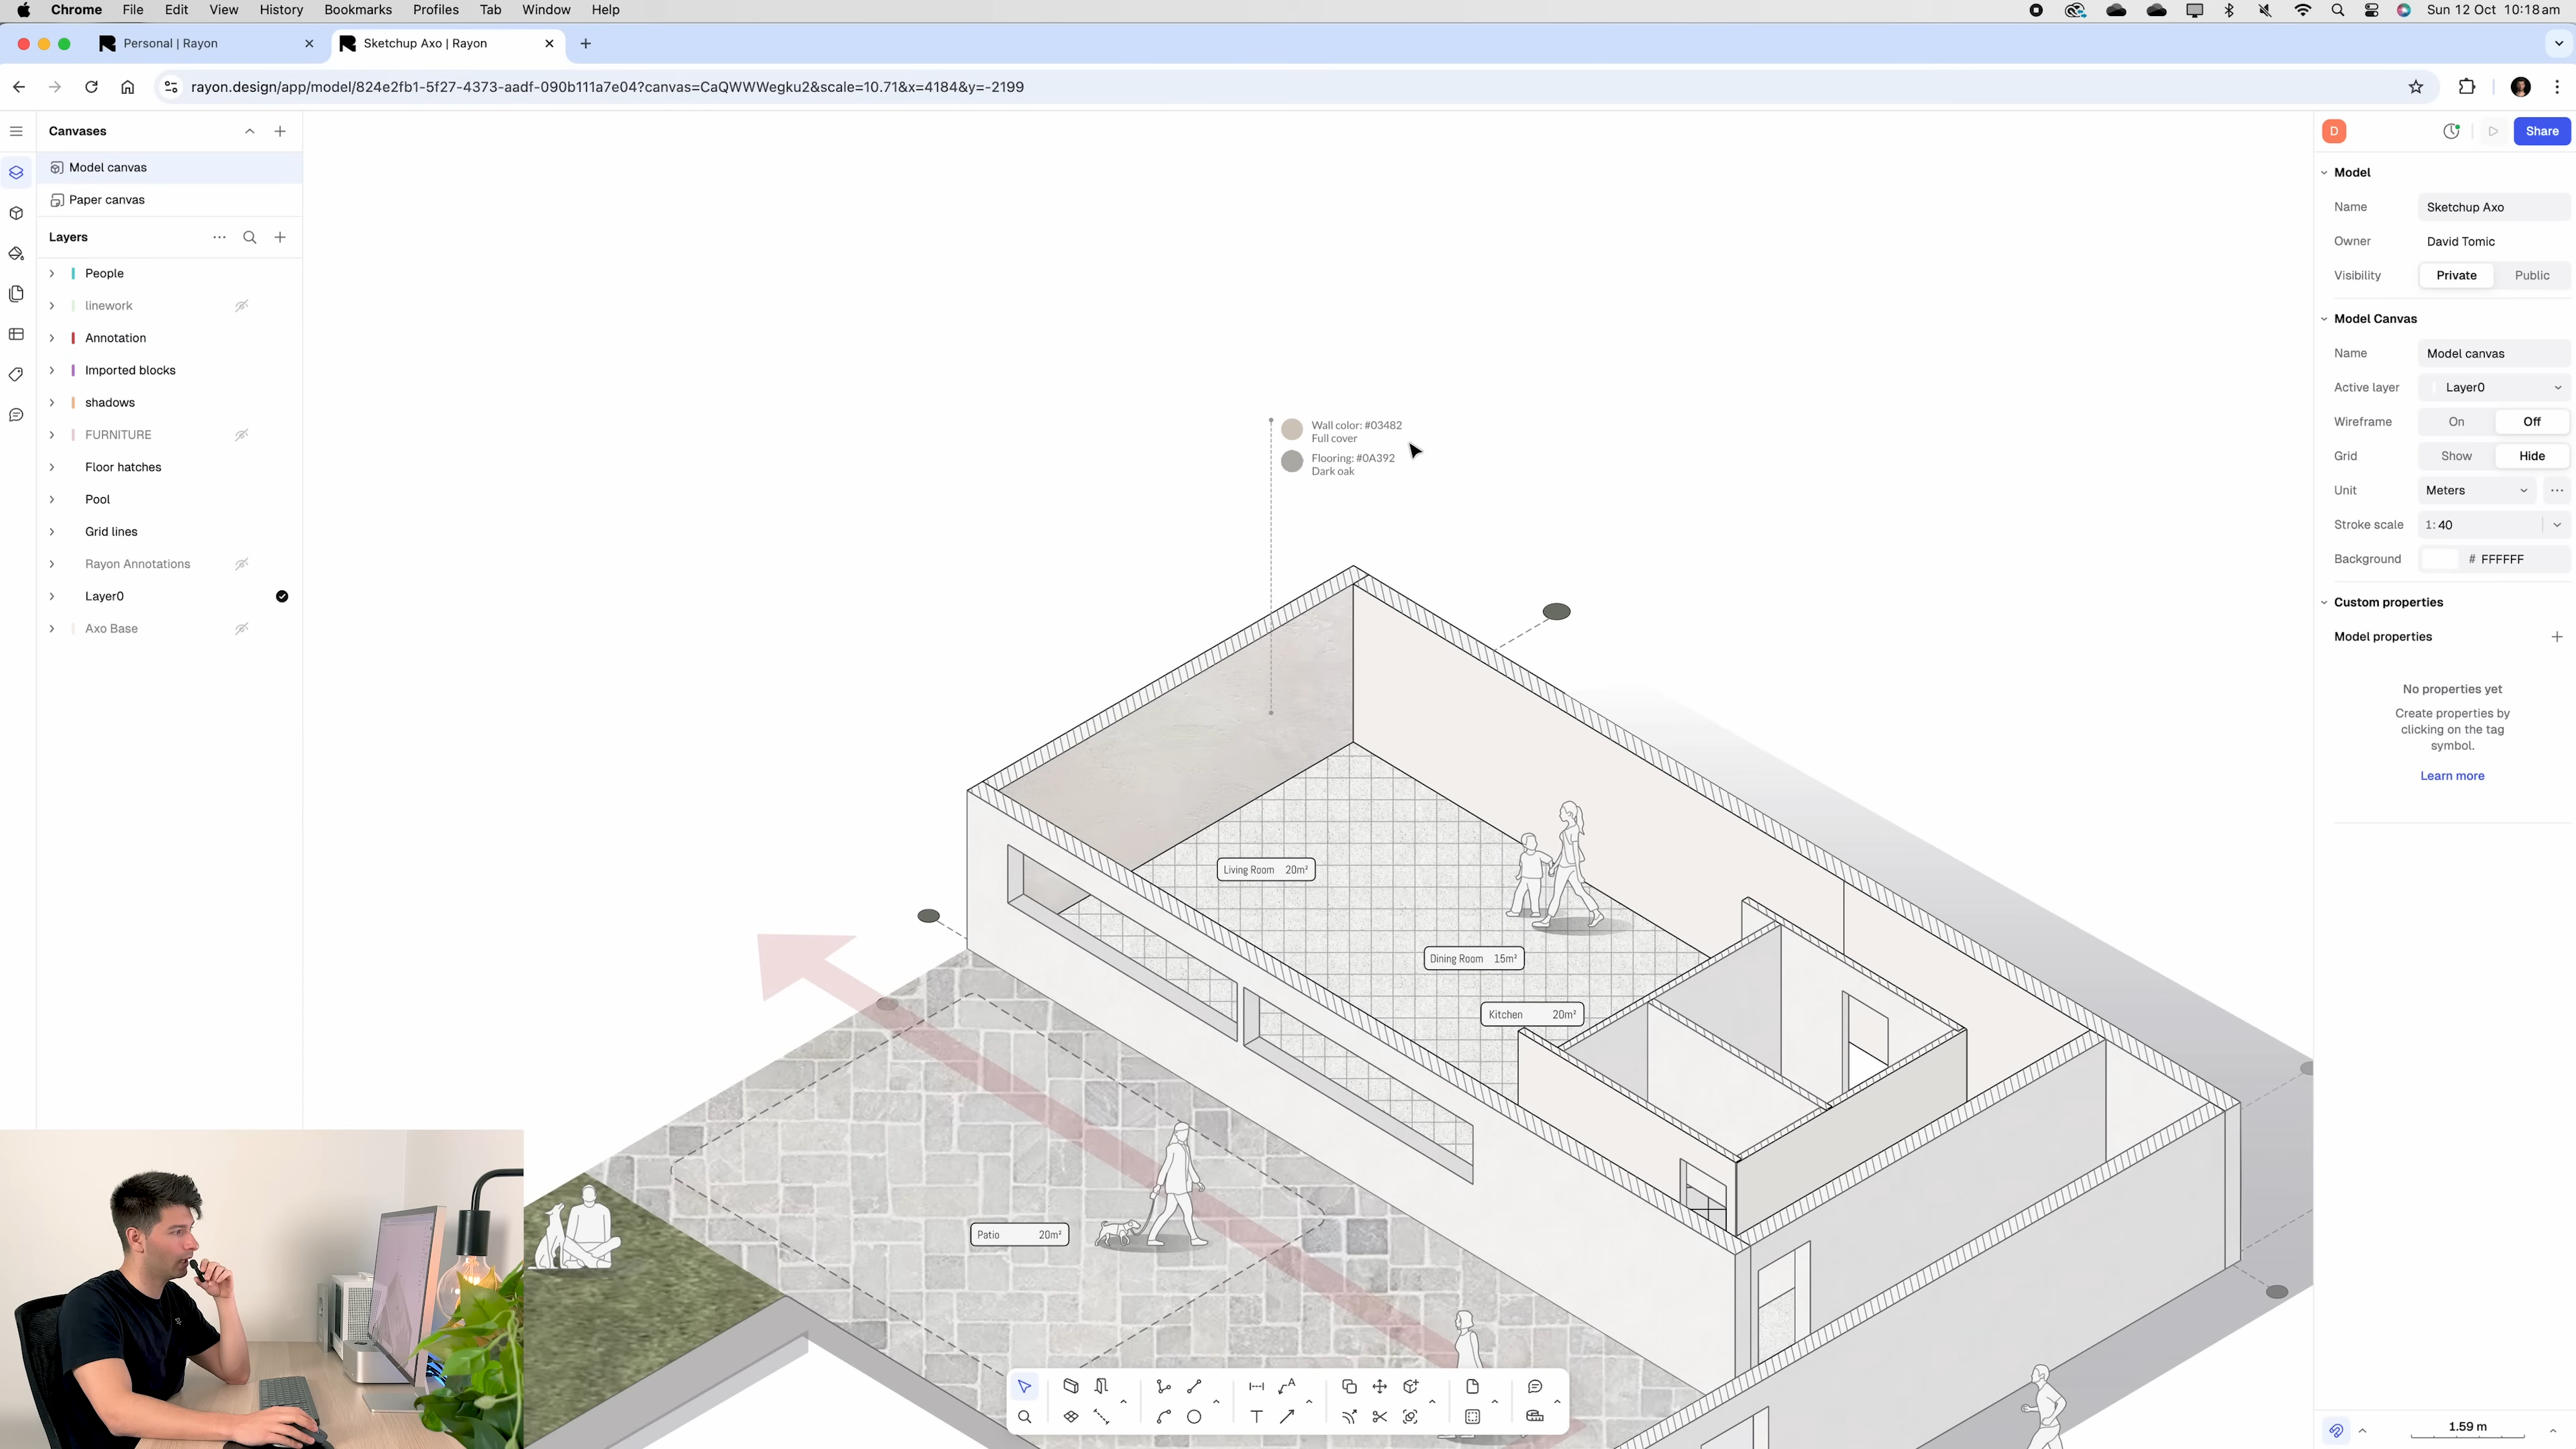 Chrome File Edit View History Bookmarks Profiles Tab Window Help
Sun 12 Oct 10:18 am
Personal | Rayon
Sketchup Axo | Rayon
rayon.design/app/model/824e2fb1-5f27-4373-aadf-090b111a7e04?canvas=CaQWWWegku2&scale=10.71&x=4184&y=-2199
Canvases
Model canvas
Paper canvas
Layers
People
linework
Annotation
Imported blocks
shadows
FURNITURE
Floor hatches
Pool
Grid lines
Rayon Annotations
Layer0
Axo Base
Wall color: #03482
Full cover
Flooring: #0A392
Dark oak
Living Room 20m²
Dining Room 15m²
Kitchen 20m²
Patio 20m²
D
Share
Model
Name Sketchup Axo
Owner David Tomic
Visibility Private Public
Model Canvas
Name Model canvas
Active layer Layer0
Wireframe On Off
Grid Show Hide
Unit Meters
Stroke scale 1: 40
Background # FFFFFF
Custom properties
Model properties
No properties yet
Create properties by
clicking on the tag
symbol.
Learn more
1.59 m